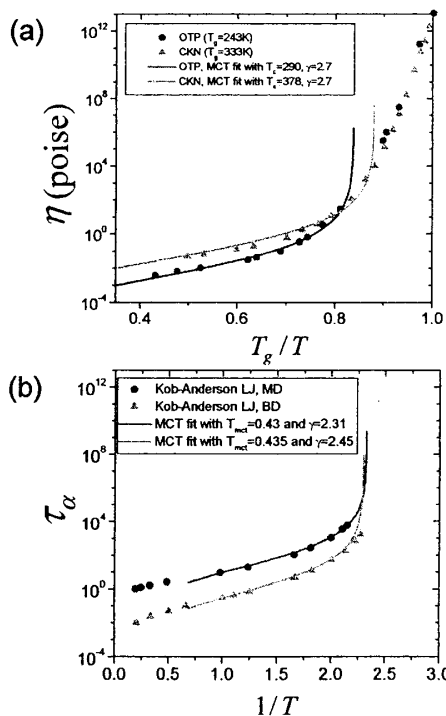 (a)
OTP (T_g=243K)
CKN (T_g=333K)
OTP, MCT fit with T_c=290, γ=2.7
CKN, MCT fit with T_c=378, γ=2.7
10^12
10^8
10^4
10^0
10^-4
η (poise)
0.4 0.6 0.8 1.0
T_g/T
(b)
Kob-Anderson LJ, MD
Kob-Anderson LJ, BD
MCT fit with T_mct=0.43 and γ=2.31
MCT fit with T_mct=0.435 and γ=2.45
10^12
10^8
10^4
10^0
10^-4
τ_α
0.0 0.5 1.0 1.5 2.0 2.5 3.0
1/T